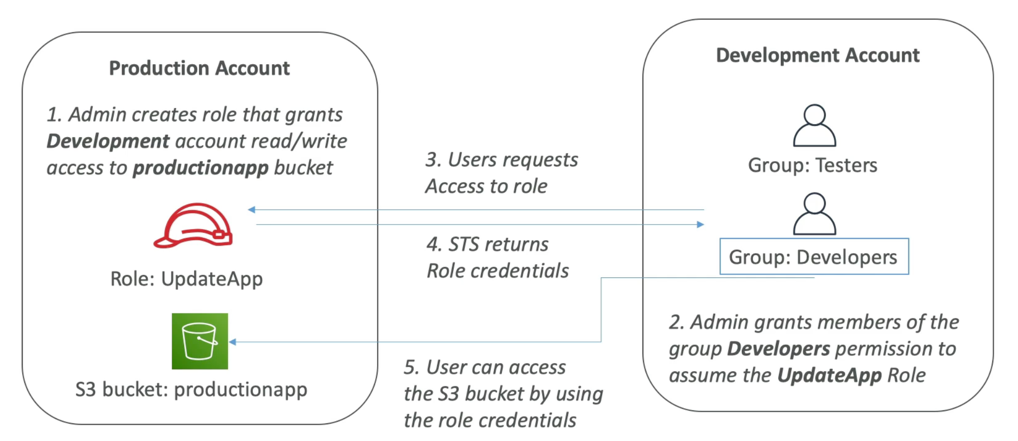 Production Account
1. Admin creates role that grants
Development account read/write
access to productionapp bucket
Role: UpdateApp
S3 bucket: productionapp
3. Users requests
Access to role
4. STS returns
Role credentials
5. User can access
the S3 bucket by using
the role credentials
Development Account
Group: Testers
Group: Developers
2. Admin grants members of the
group Developers permission to
assume the UpdateApp Role